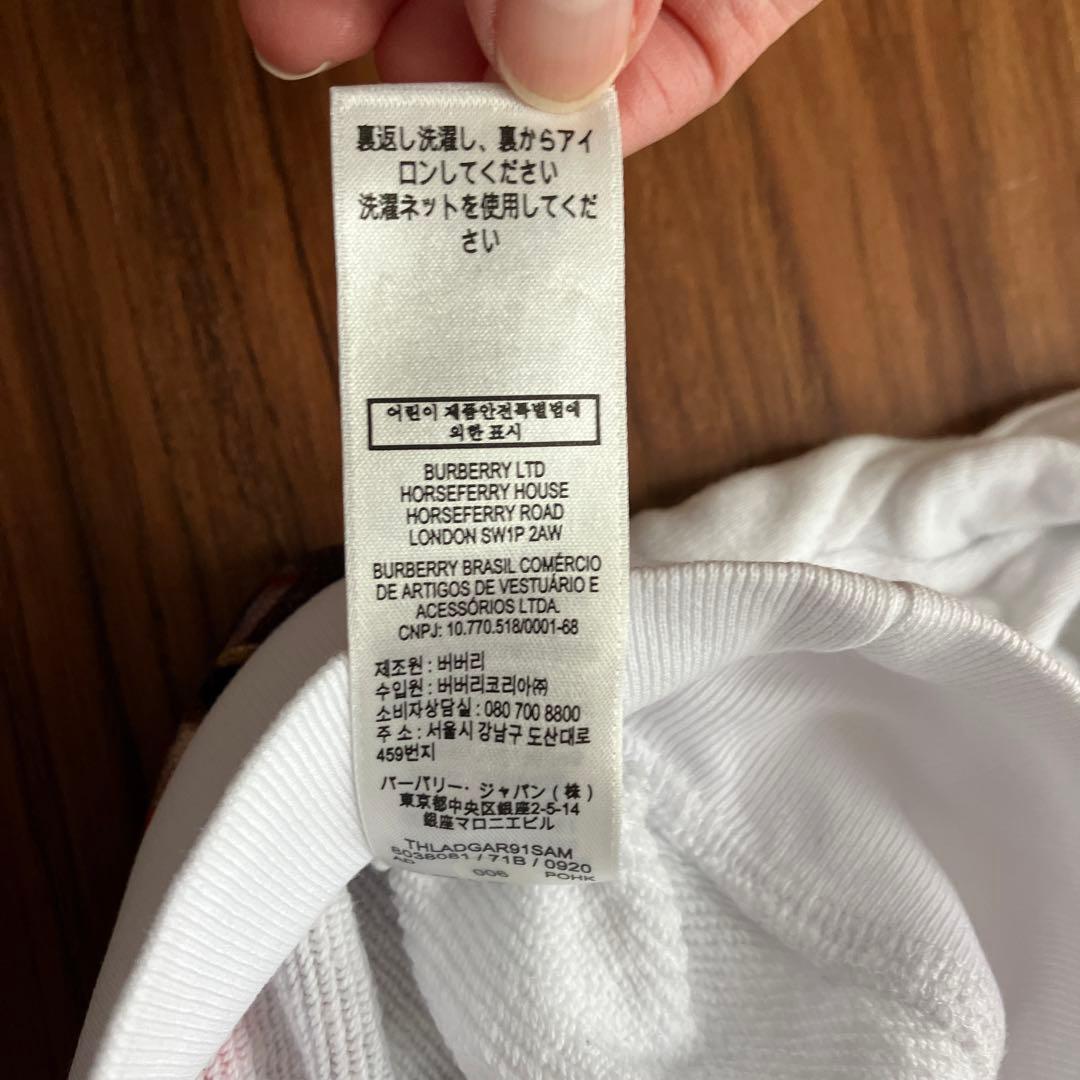 裏返し洗濯し、裏からアイ
ロンしてください
洗濯ネットを使用してくだ
さい
어린이 제품안전특별법에
의한 표시
BURBERRY LTD
HORSEFERRY HOUSE
HORSEFERRY ROAD
LONDON SW1P 2AW
BURBERRY BRASIL COMÉRCIO
DE ARTIGOS DE VESTUÁRIO E
ACESSÓRIOS LTDA.
CNPJ: 10.770.518/0001-68
제조원 : 버버리
수입원 : 버버리코리아㈜
소비자상담실 : 080 700 8800
주 소 : 서울시 강남구 도산대로
459번지
バーバリー・ジャパン(株)
東京都中央区銀座2-5-14
銀座マロニエビル
THLADGAR91SAM
8038081 / 71B / 0920
AD 006 POHK